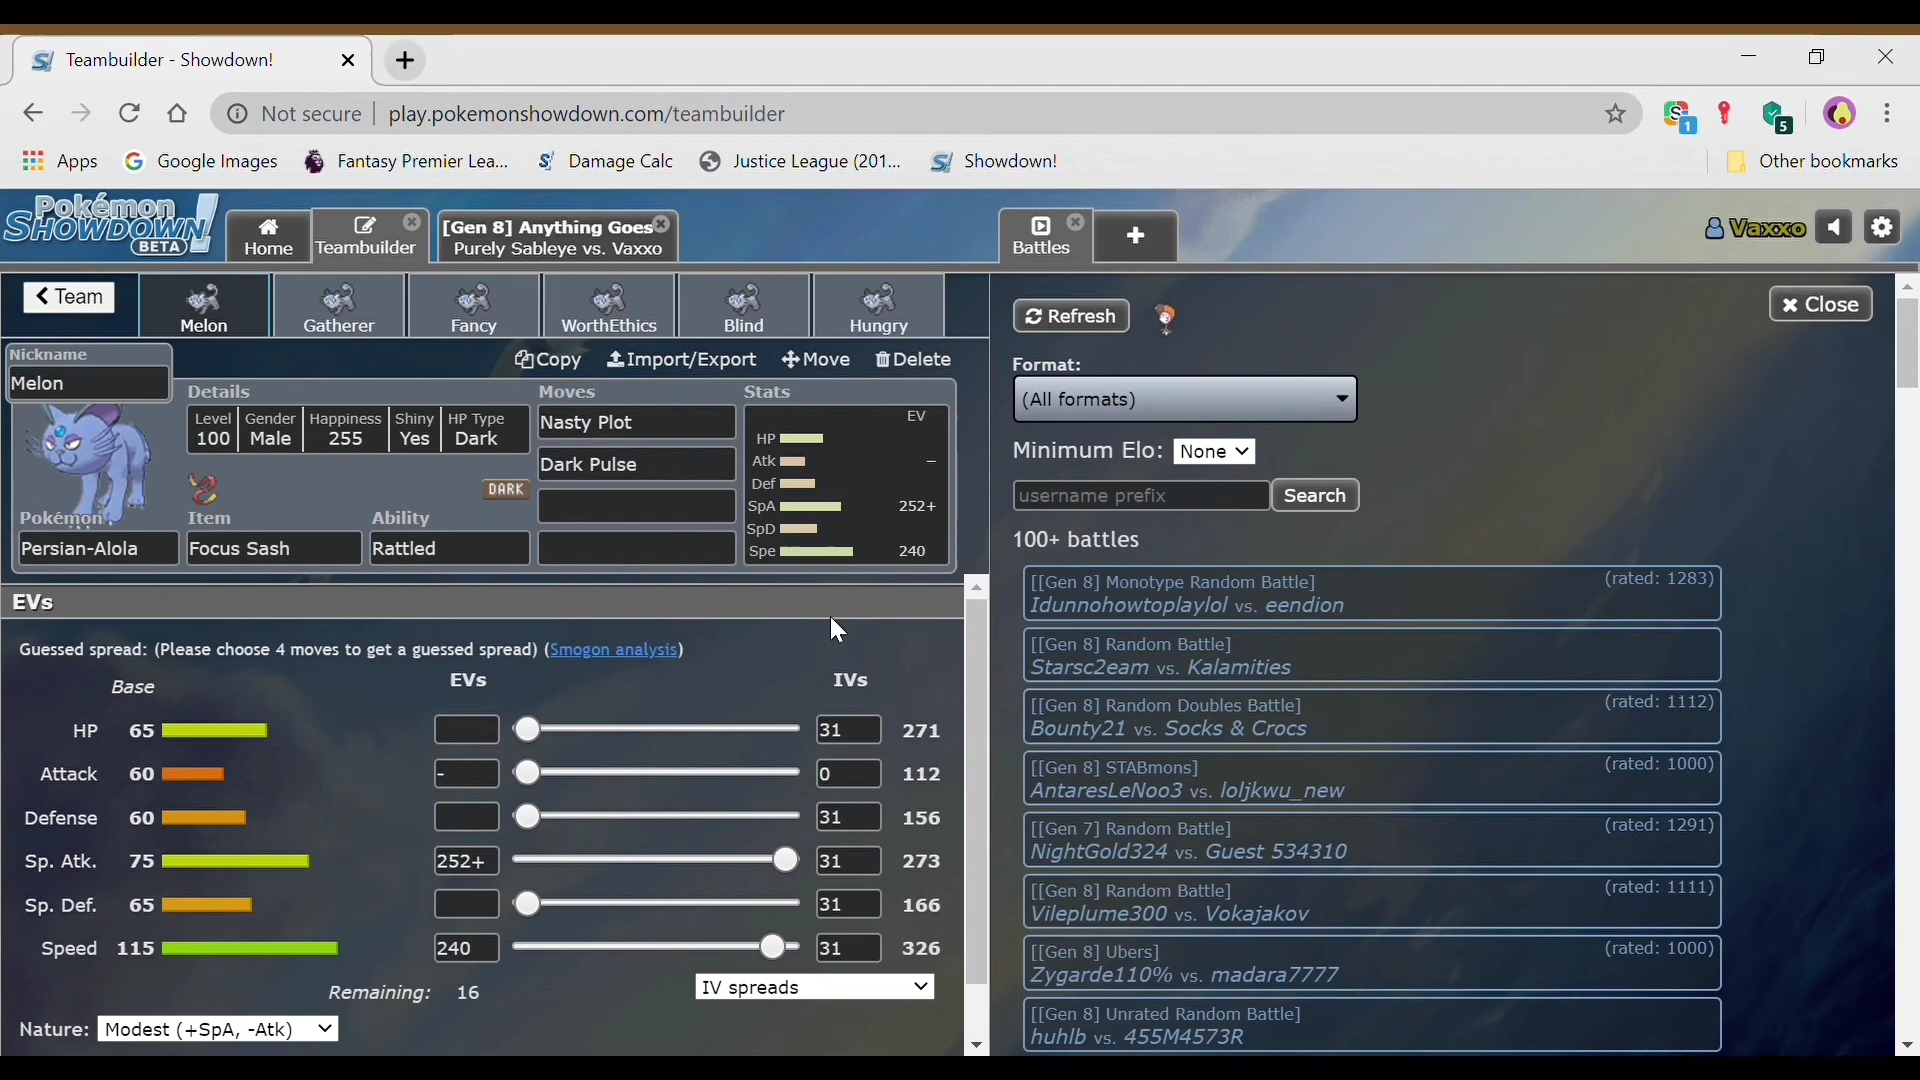 Teambuilder - Showdown!
Not secure | play.pokemonshowdown.com/teambuilder
1
5
Apps
Google Images
Fantasy Premier Lea...
Damage Calc
Justice League (201...
Showdown!
Other bookmarks
Pokémon
SHOWDOWN!
BETA
Home
Teambuilder
[Gen 8] Anything Goes
Purely Sableye vs. Vaxxo
Battles
Vaxxo
Team
Melon
Gatherer
Fancy
WorthEthics
Blind
Hungry
Copy
Import/Export
Move
Delete
Nickname
Melon
Details
Level
100
Gender
Male
Happiness
255
Shiny
Yes
HP Type
Dark
DARK
Pokémon
Persian-Alola
Item
Focus Sash
Ability
Rattled
Moves
Nasty Plot
Dark Pulse
Stats
EV
HP
Atk –
Def
SpA 252+
SpD
Spe 240
EVs
Guessed spread: (Please choose 4 moves to get a guessed spread) (Smogon analysis)
Base EVs IVs
HP 65 31 271
Attack 60 - 0 112
Defense 60 31 156
Sp. Atk. 75 252+ 31 273
Sp. Def. 65 31 166
Speed 115 240 31 326
Remaining: 16
IV spreads
Nature: Modest (+SpA, -Atk)
Refresh
Close
Format:
(All formats)
Minimum Elo: None
username prefix
Search
100+ battles
[[Gen 8] Monotype Random Battle] (rated: 1283)
Idunnohowtoplaylol vs. eendion
[[Gen 8] Random Battle]
Starsc2eam vs. Kalamities
[[Gen 8] Random Doubles Battle] (rated: 1112)
Bounty21 vs. Socks & Crocs
[[Gen 8] STABmons] (rated: 1000)
AntaresLeNoo3 vs. loljkwu_new
[[Gen 7] Random Battle] (rated: 1291)
NightGold324 vs. Guest 534310
[[Gen 8] Random Battle] (rated: 1111)
Vileplume300 vs. Vokajakov
[[Gen 8] Ubers] (rated: 1000)
Zygarde110% vs. madara7777
[[Gen 8] Unrated Random Battle]
huhlb vs. 455M4573R